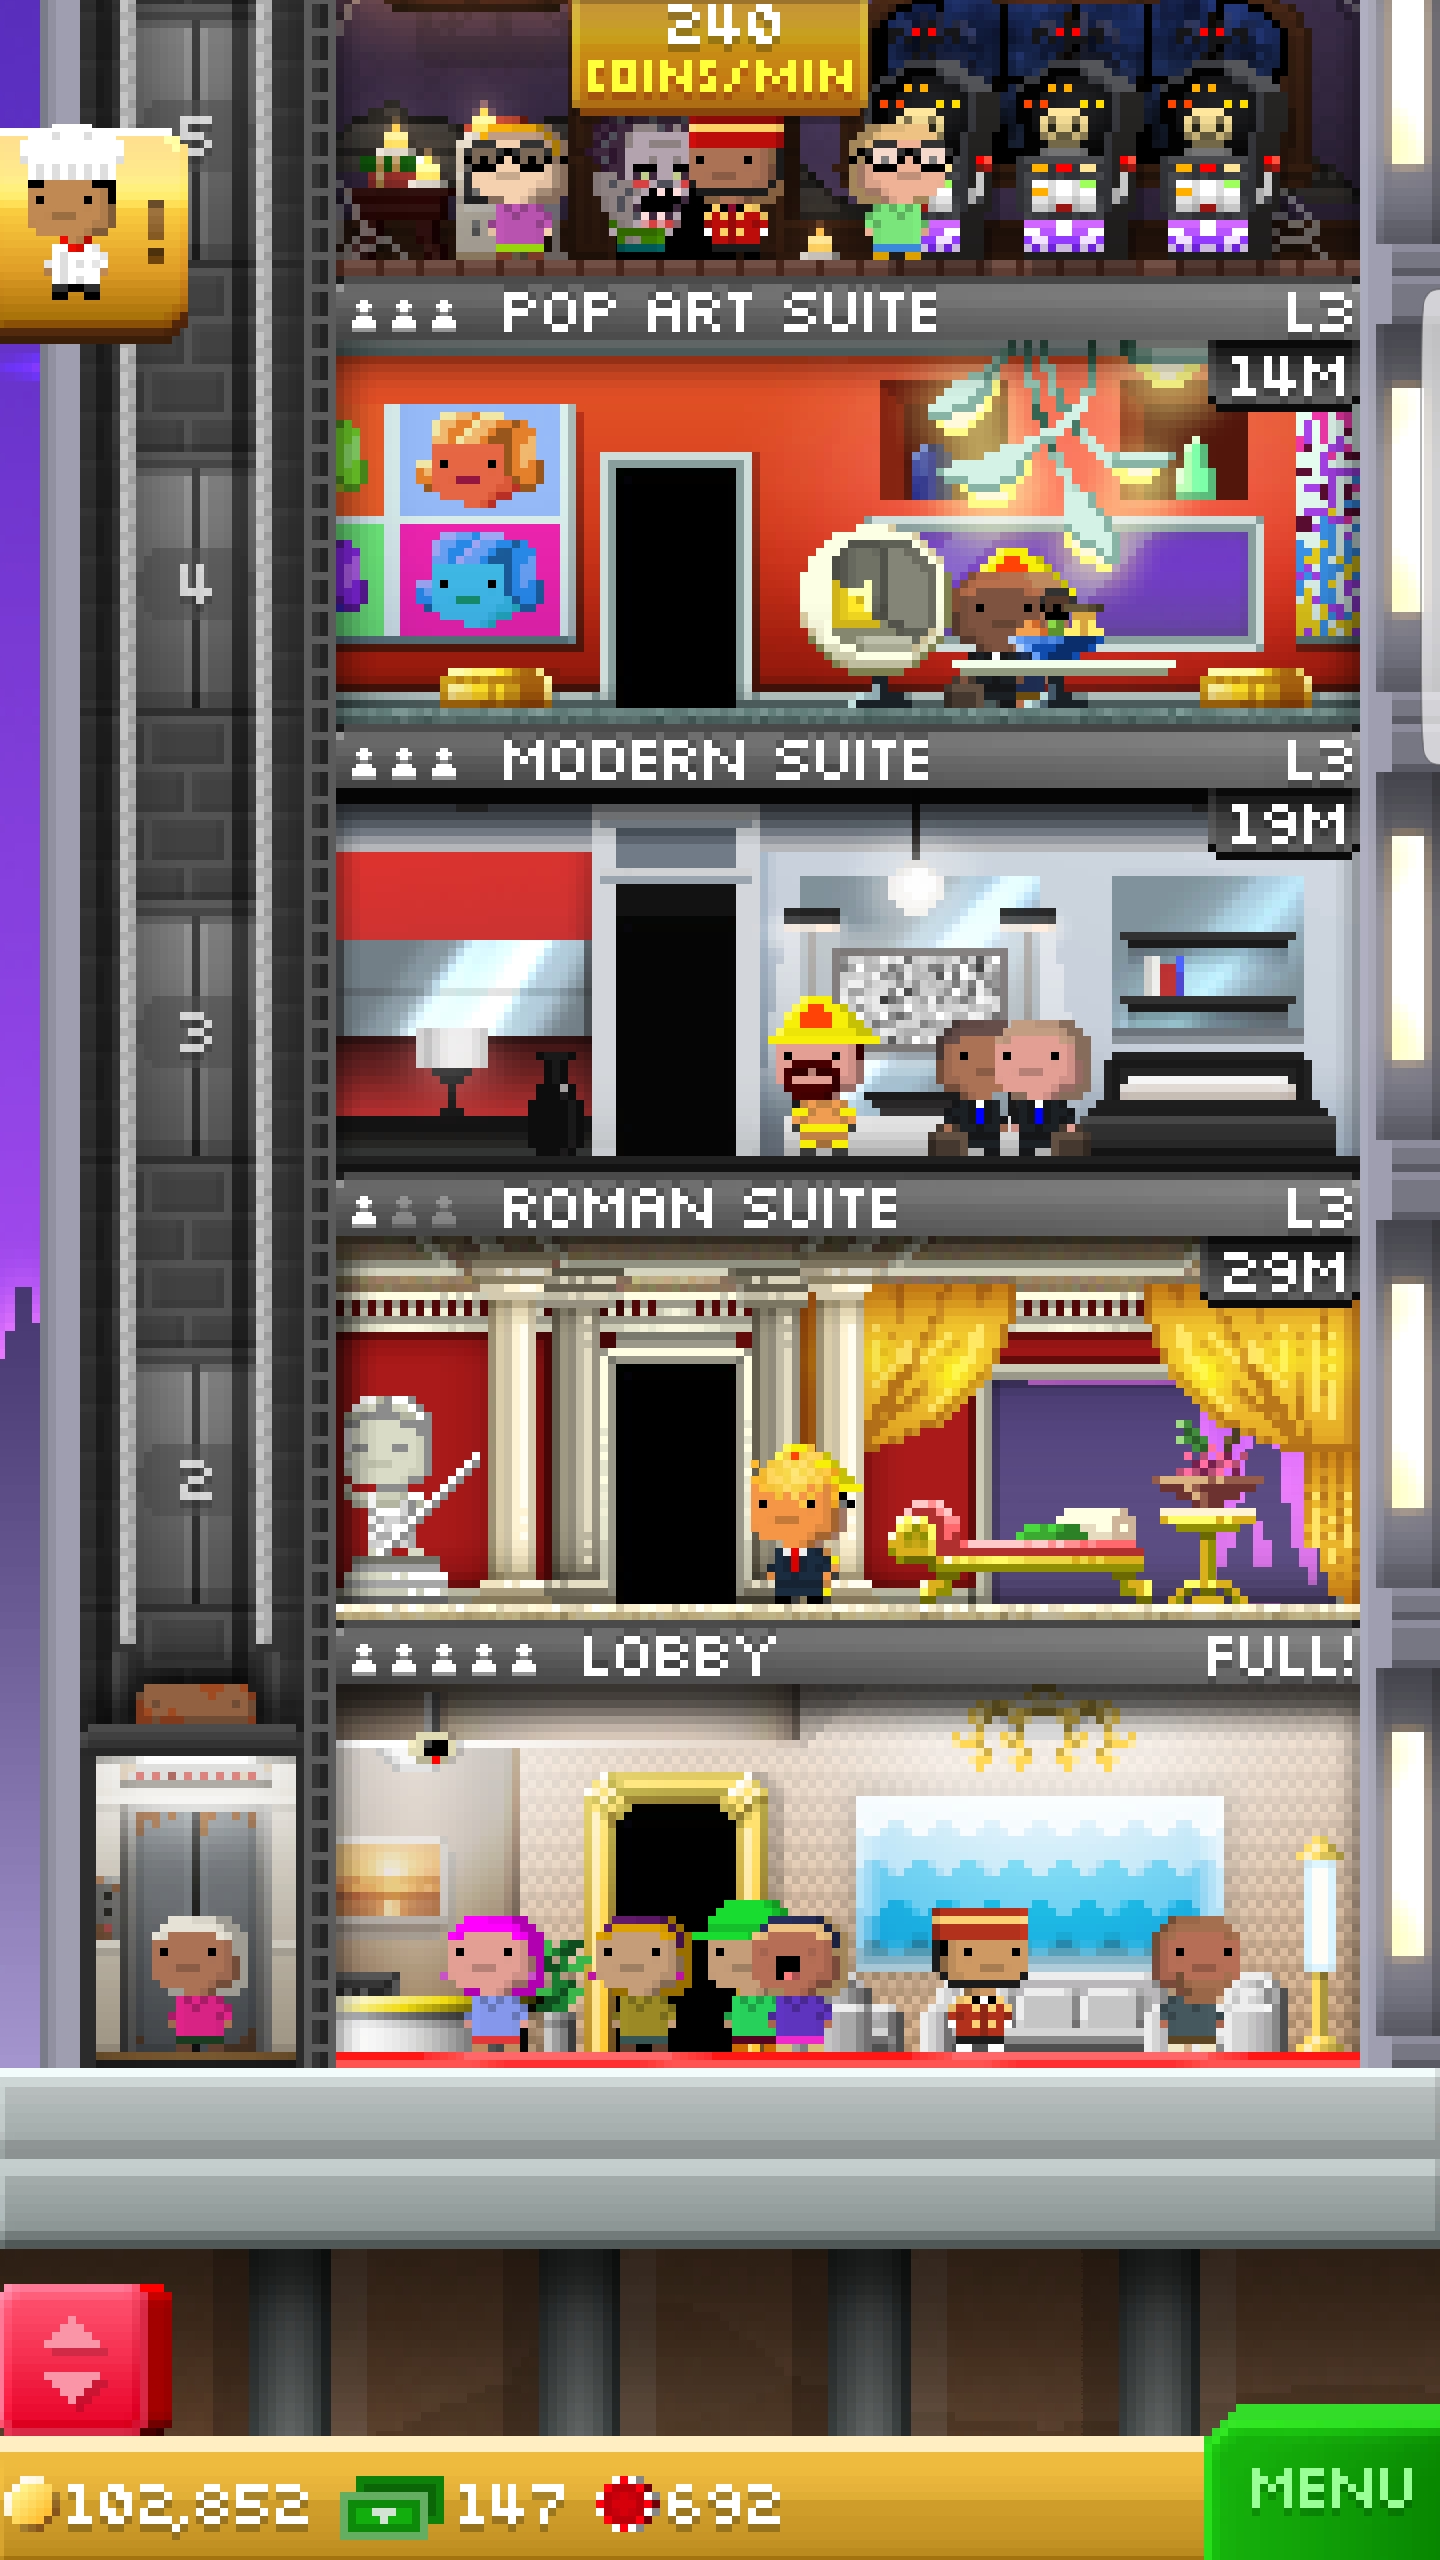 240
COINS/MIN
5
!
POP ART SUITE L3
14M
4
MODERN SUITE L3
19M
3
ROMAN SUITE L3
29M
2
LOBBY FULL!
102,852 147 692
MENU